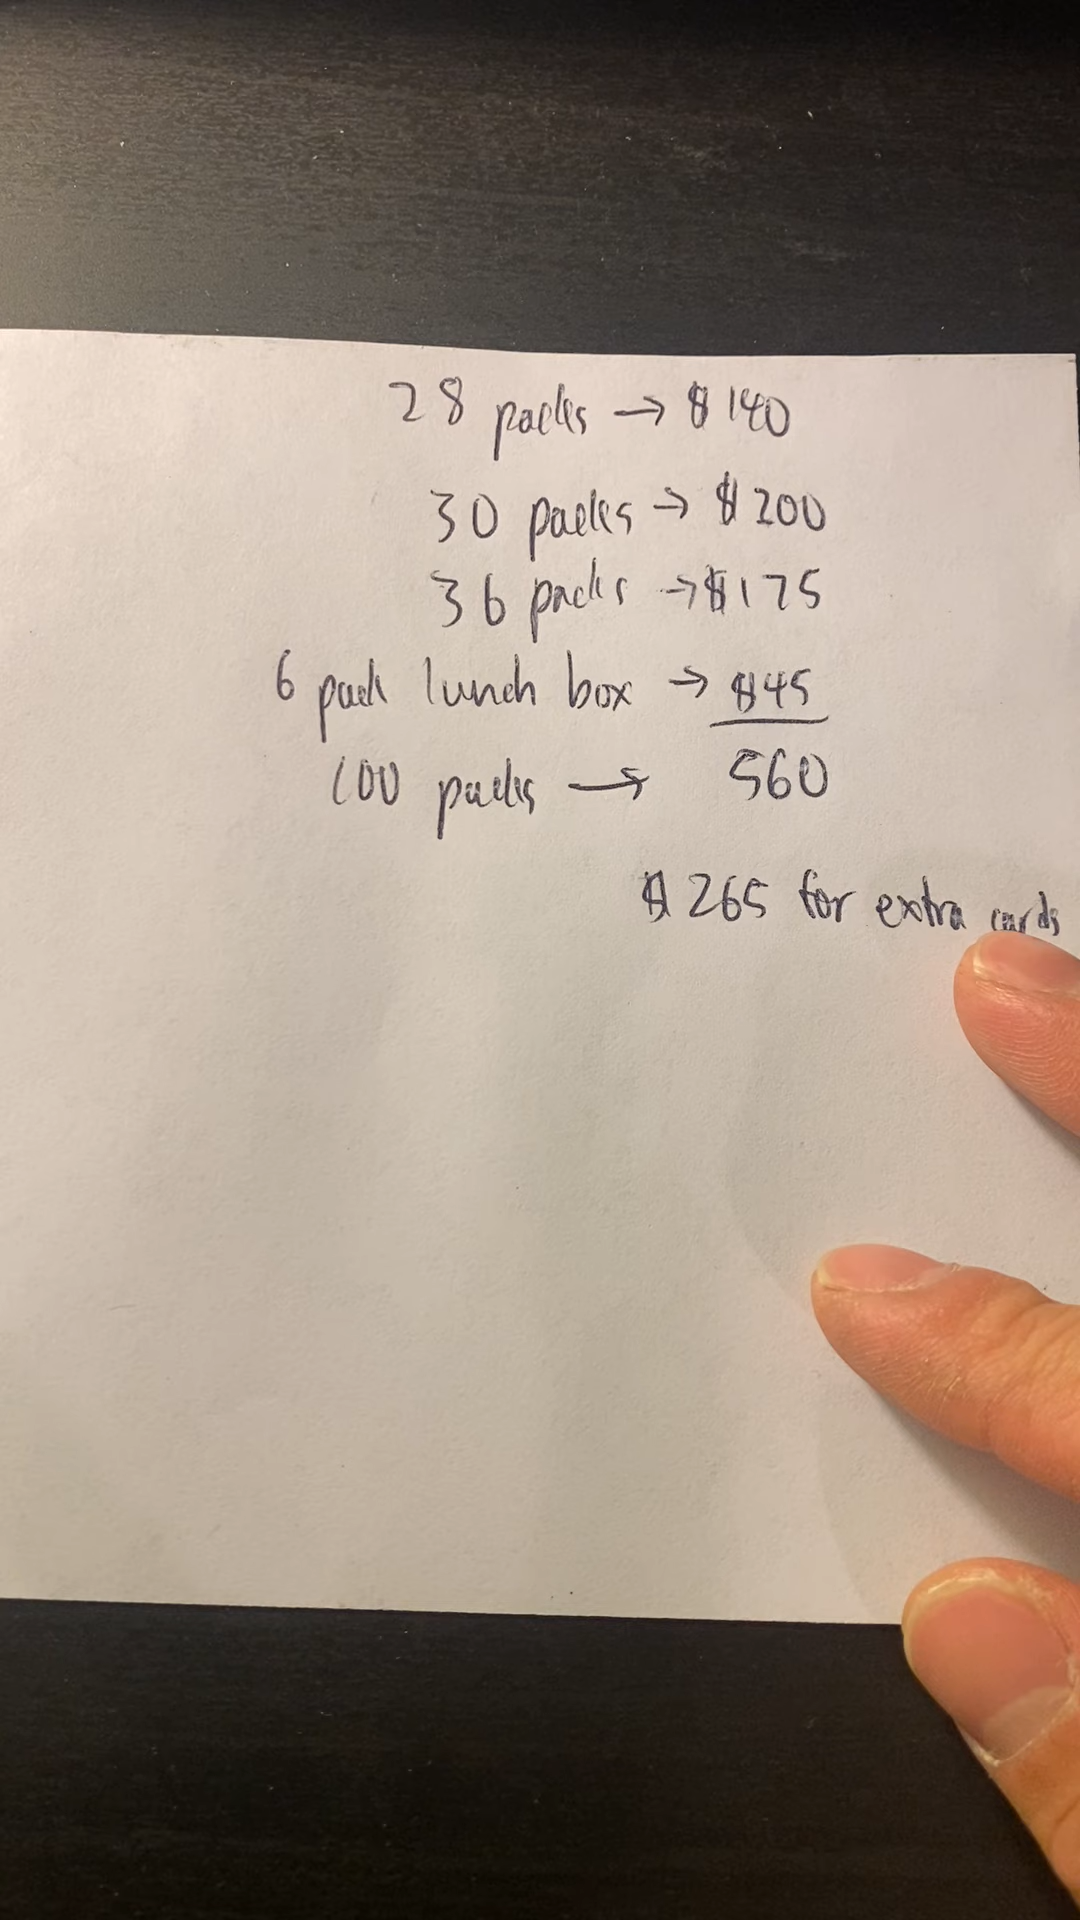 28 packs → $140
30 packs → $200
36 packs → $175
6 pack lunch box → $45
100 packs → 560
$265 for extra cards